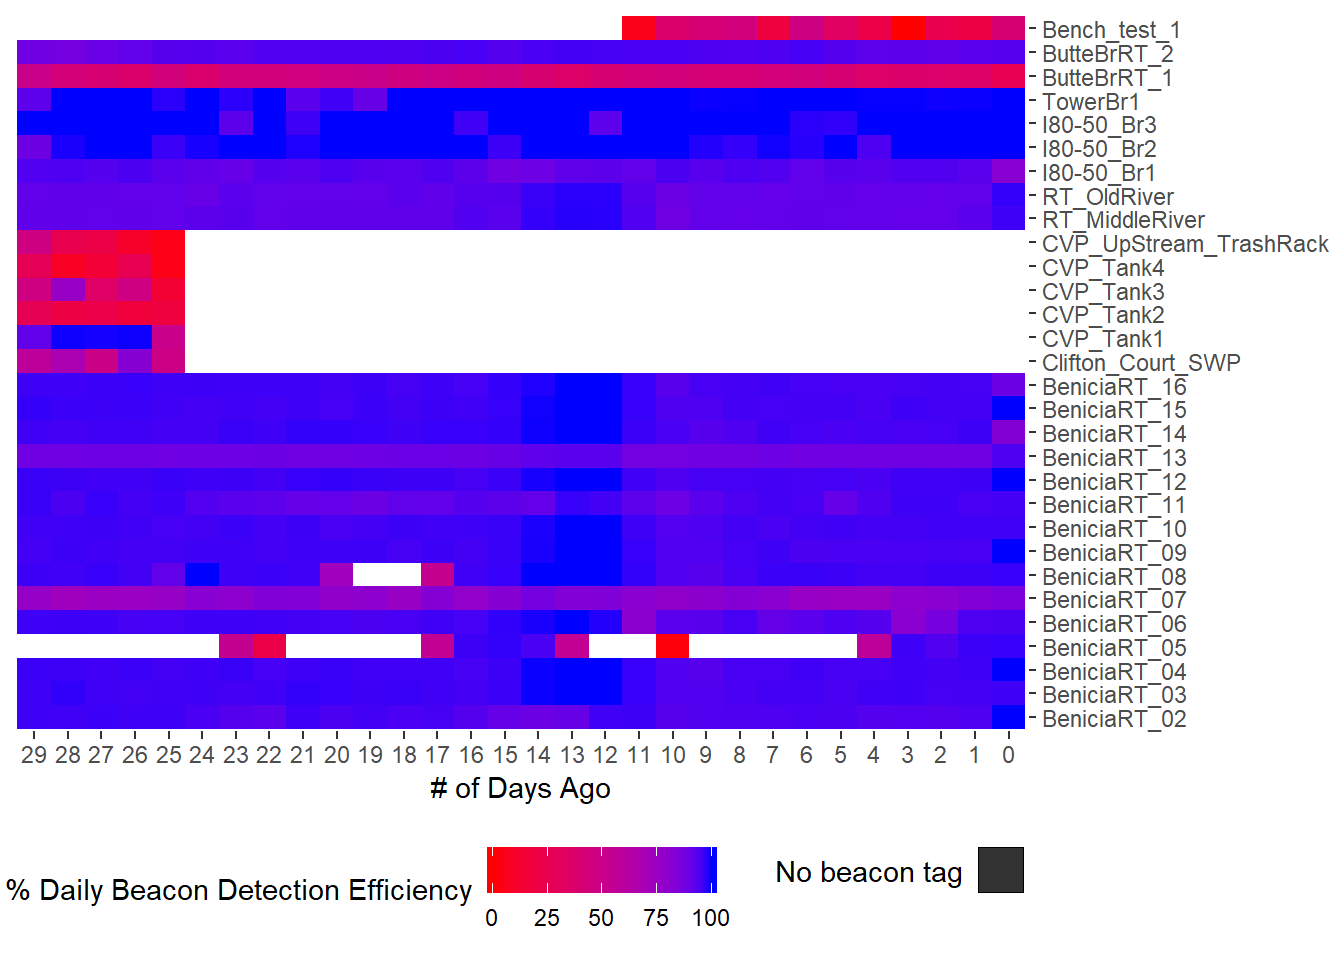 Bench_test_1
ButteBrRT_2
ButteBrRT_1
TowerBr1
I80-50_Br3
I80-50_Br2
I80-50_Br1
RT_OldRiver
RT_MiddleRiver
CVP_UpStream_TrashRack
CVP_Tank4
CVP_Tank3
CVP_Tank2
CVP_Tank1
Clifton_Court_SWP
BeniciaRT_16
BeniciaRT_15
BeniciaRT_14
BeniciaRT_13
BeniciaRT_12
BeniciaRT_11
BeniciaRT_10
BeniciaRT_09
BeniciaRT_08
BeniciaRT_07
BeniciaRT_06
BeniciaRT_05
BeniciaRT_04
BeniciaRT_03
BeniciaRT_02
29 28 27 26 25 24 23 22 21 20 19 18 17 16 15 14 13 12 11 10 9 8 7 6 5 4 3 2 1 0
# of Days Ago
% Daily Beacon Detection Efficiency
0 25 50 75 100
No beacon tag